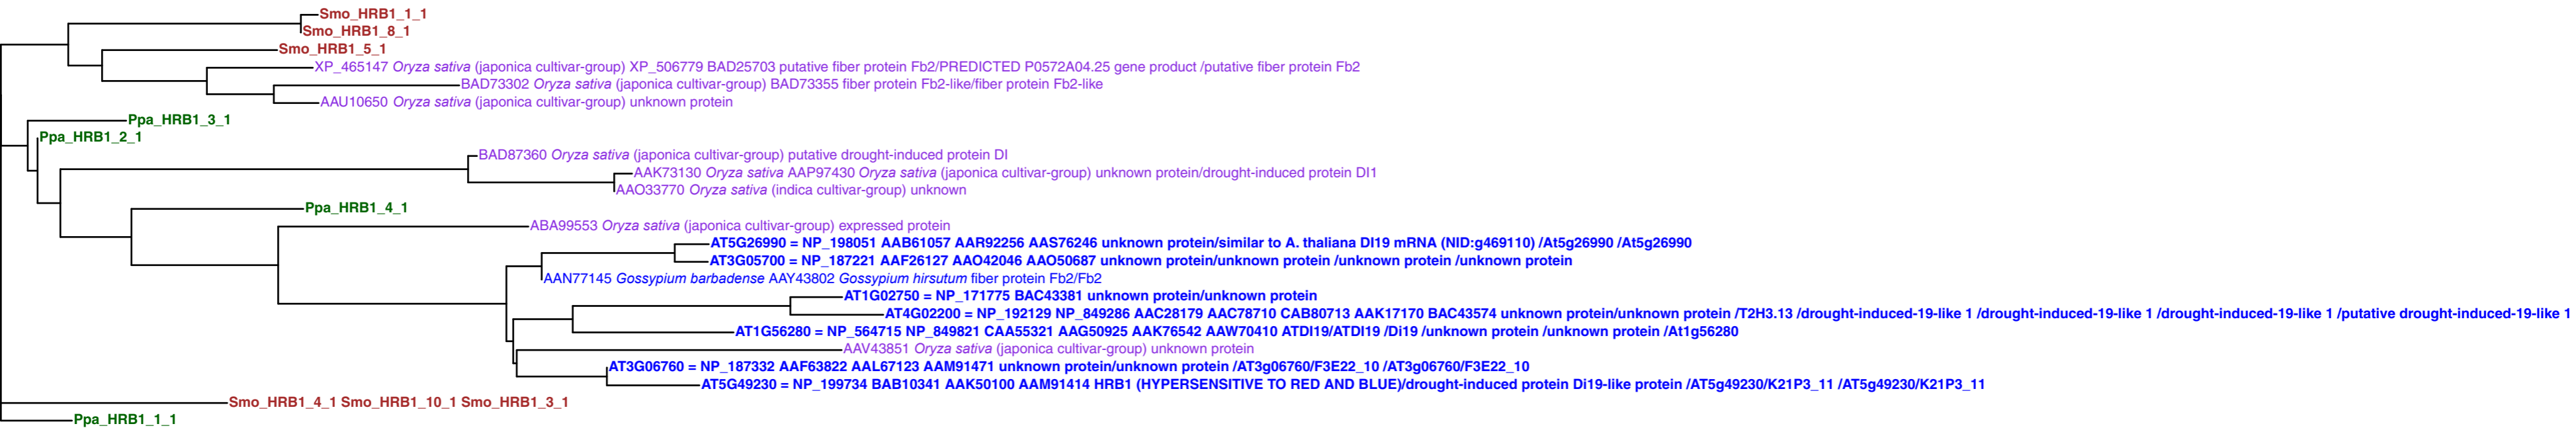 Smo_HRB1_1_1
Smo_HRB1_8_1
Smo_HRB1_5_1
XP_465147 Oryza sativa (japonica cultivar-group) XP_506779 BAD25703 putative fiber protein Fb2/PREDICTED P0572A04.25 gene product /putative fiber protein Fb2
BAD73302 Oryza sativa (japonica cultivar-group) BAD73355 fiber protein Fb2-like/fiber protein Fb2-like
AAU10650 Oryza sativa (japonica cultivar-group) unknown protein
Ppa_HRB1_3_1
Ppa_HRB1_2_1
BAD87360 Oryza sativa (japonica cultivar-group) putative drought-induced protein DI
AAK73130 Oryza sativa AAP97430 Oryza sativa (japonica cultivar-group) unknown protein/drought-induced protein DI1
AAO33770 Oryza sativa (indica cultivar-group) unknown
Ppa_HRB1_4_1
ABA99553 Oryza sativa (japonica cultivar-group) expressed protein
AT5G26990 = NP_198051 AAB61057 AAR92256 AAS76246 unknown protein/similar to A. thaliana DI19 mRNA (NID:g469110) /At5g26990 /At5g26990
AT3G05700 = NP_187221 AAF26127 AAO42046 AAO50687 unknown protein/unknown protein /unknown protein /unknown protein
AAN77145 Gossypium barbadense AAY43802 Gossypium hirsutum fiber protein Fb2/Fb2
AT1G02750 = NP_171775 BAC43381 unknown protein/unknown protein
AT4G02200 = NP_192129 NP_849286 AAC28179 AAC78710 CAB80713 AAK17170 BAC43574 unknown protein/unknown protein /T2H3.13 /drought-induced-19-like 1 /drought-induced-19-like 1 /drought-induced-19-like 1 /putative drought-induced-19-like 1
AT1G56280 = NP_564715 NP_849821 CAA55321 AAG50925 AAK76542 AAW70410 ATDI19/ATDI19 /Di19 /unknown protein /unknown protein /At1g56280
AAV43851 Oryza sativa (japonica cultivar-group) unknown protein
AT3G06760 = NP_187332 AAF63822 AAL67123 AAM91471 unknown protein/unknown protein /AT3g06760/F3E22_10 /AT3g06760/F3E22_10
AT5G49230 = NP_199734 BAB10341 AAK50100 AAM91414 HRB1 (HYPERSENSITIVE TO RED AND BLUE)/drought-induced protein Di19-like protein /AT5g49230/K21P3_11 /AT5g49230/K21P3_11
Smo_HRB1_4_1 Smo_HRB1_10_1 Smo_HRB1_3_1
Ppa_HRB1_1_1